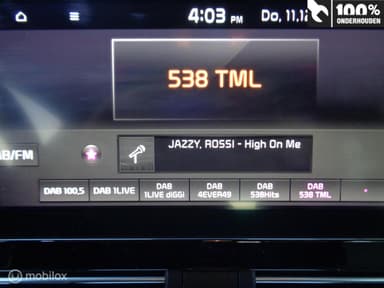 4:03 PM Do, 11.12
100%
ONDERHOUDEN
538 TML
JAZZY, ROSSI - High On Me
AB/FM
DAB 100,5 DAB 1LIVE DAB 1LIVE diGGi DAB 4EVER49 DAB 538Hits DAB 538 TML
mobilox